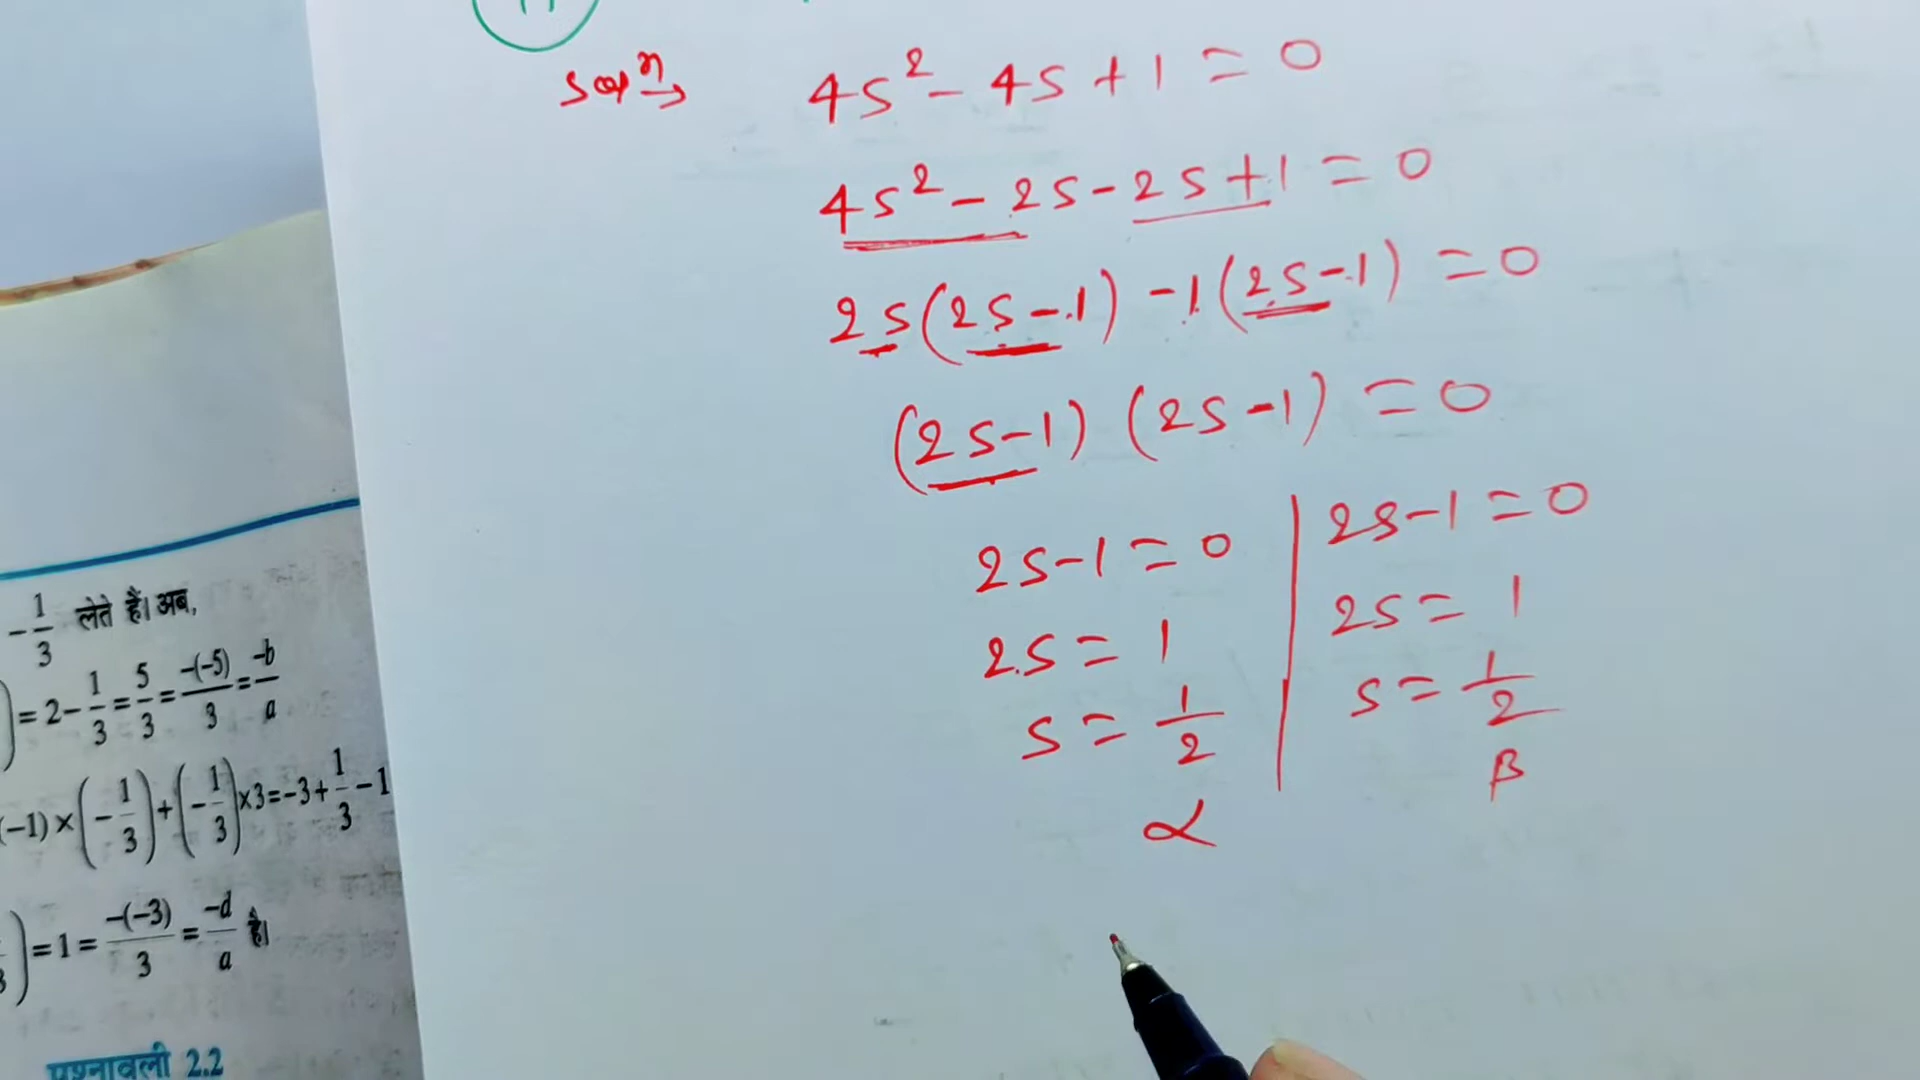 Solⁿ→ 4s² - 4s + 1 = 0
4s² - 2s - 2s + 1 = 0
2s(2s - 1) - 1(2s - 1) = 0
(2s - 1) (2s - 1) = 0
2s - 1 = 0
2s = 1
s = 1/2
α
2s - 1 = 0
2s = 1
s = 1/2
β
-1/3 लेते हैं। अब,
) = 2 - 1/3 = 5/3 = -(-5)/3 = -b/a
(-1) × (-1/3) + (-1/3) × 3 = -3 + 1/3 - 1
) = 1 = -(-3)/3 = -d/a है।
प्रश्नावली 2.2